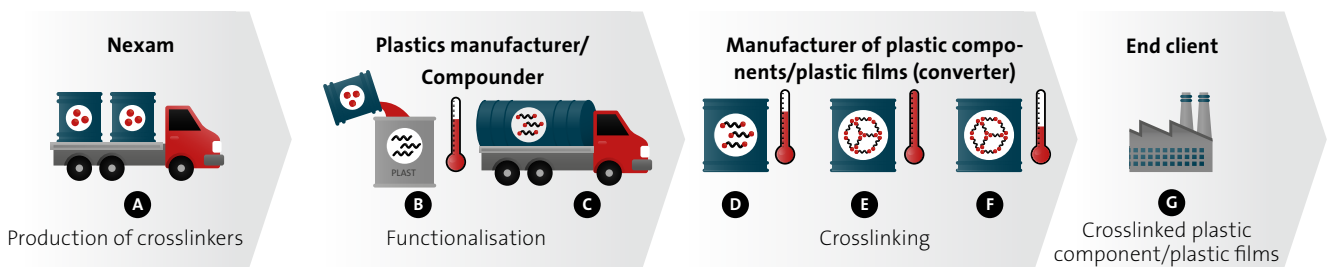 Nexam
A
Production of crosslinkers
Plastics manufacturer/
Compounder
PLAST
B
C
Functionalisation
Manufacturer of plastic compo-
nents/plastic films (converter)
D
E
F
Crosslinking
End client
G
Crosslinked plastic
component/plastic films